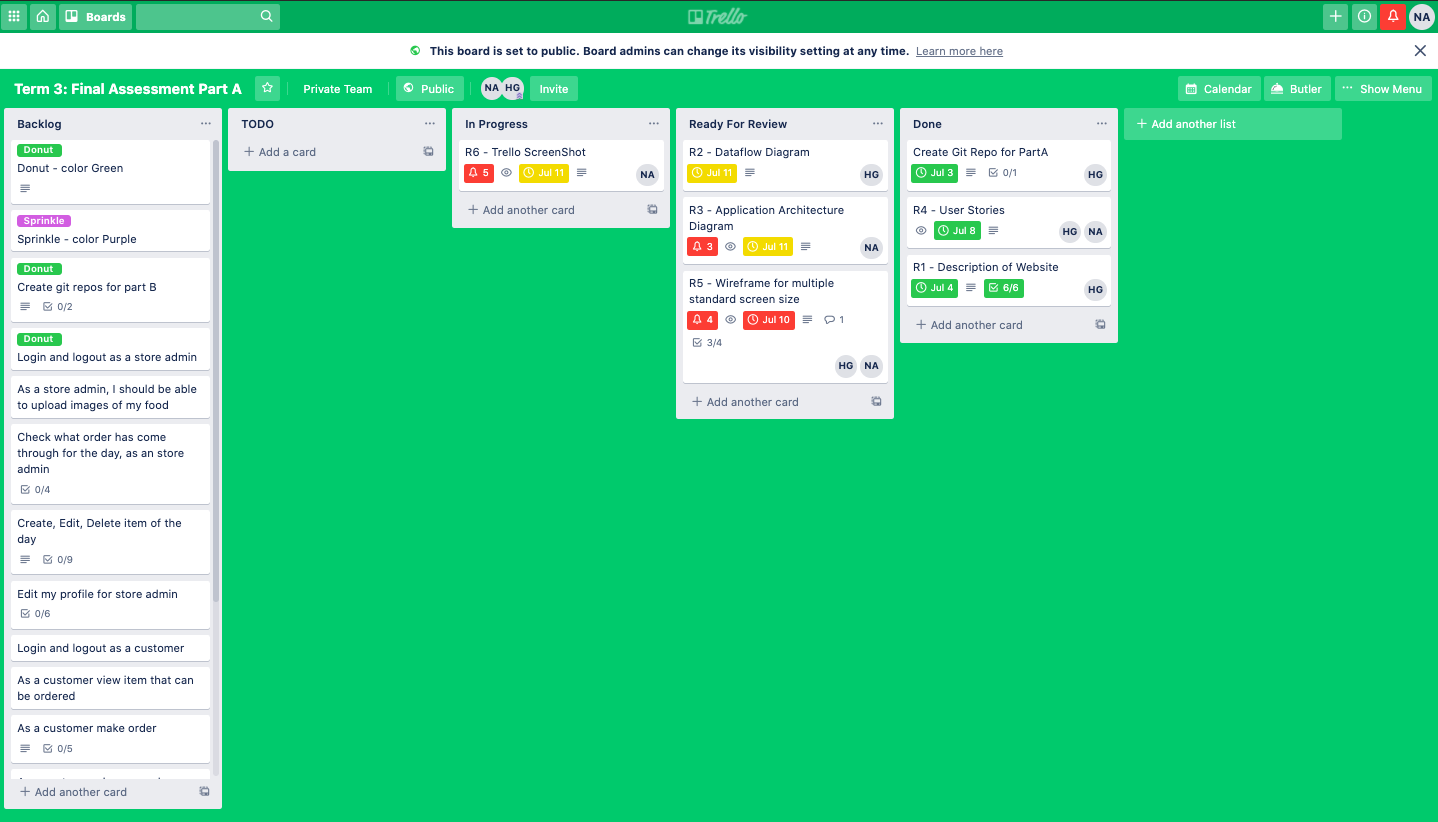 Boards
Trello
NA
This board is set to public. Board admins can change its visibility setting at any time. Learn more here
Term 3: Final Assessment Part A
Private Team
Public
NA HG
Invite
Calendar
Butler
Show Menu
Backlog
Donut
Donut - color Green
Sprinkle
Sprinkle - color Purple
Donut
Create git repos for part B
0/2
Donut
Login and logout as a store admin
As a store admin, I should be able
to upload images of my food
Check what order has come
through for the day, as an store
admin
0/4
Create, Edit, Delete item of the
day
0/9
Edit my profile for store admin
0/6
Login and logout as a customer
As a customer view item that can
be ordered
As a customer make order
0/5
Add another card
TODO
Add a card
In Progress
R6 - Trello ScreenShot
5 Jul 11
NA
Add another card
Ready For Review
R2 - Dataflow Diagram
Jul 11
HG
R3 - Application Architecture
Diagram
3 Jul 11
NA
R5 - Wireframe for multiple
standard screen size
4 Jul 10 1
3/4
HG NA
Add another card
Done
Create Git Repo for PartA
Jul 3 0/1
HG
R4 - User Stories
Jul 8
HG NA
R1 - Description of Website
Jul 4 6/6
HG
Add another card
Add another list